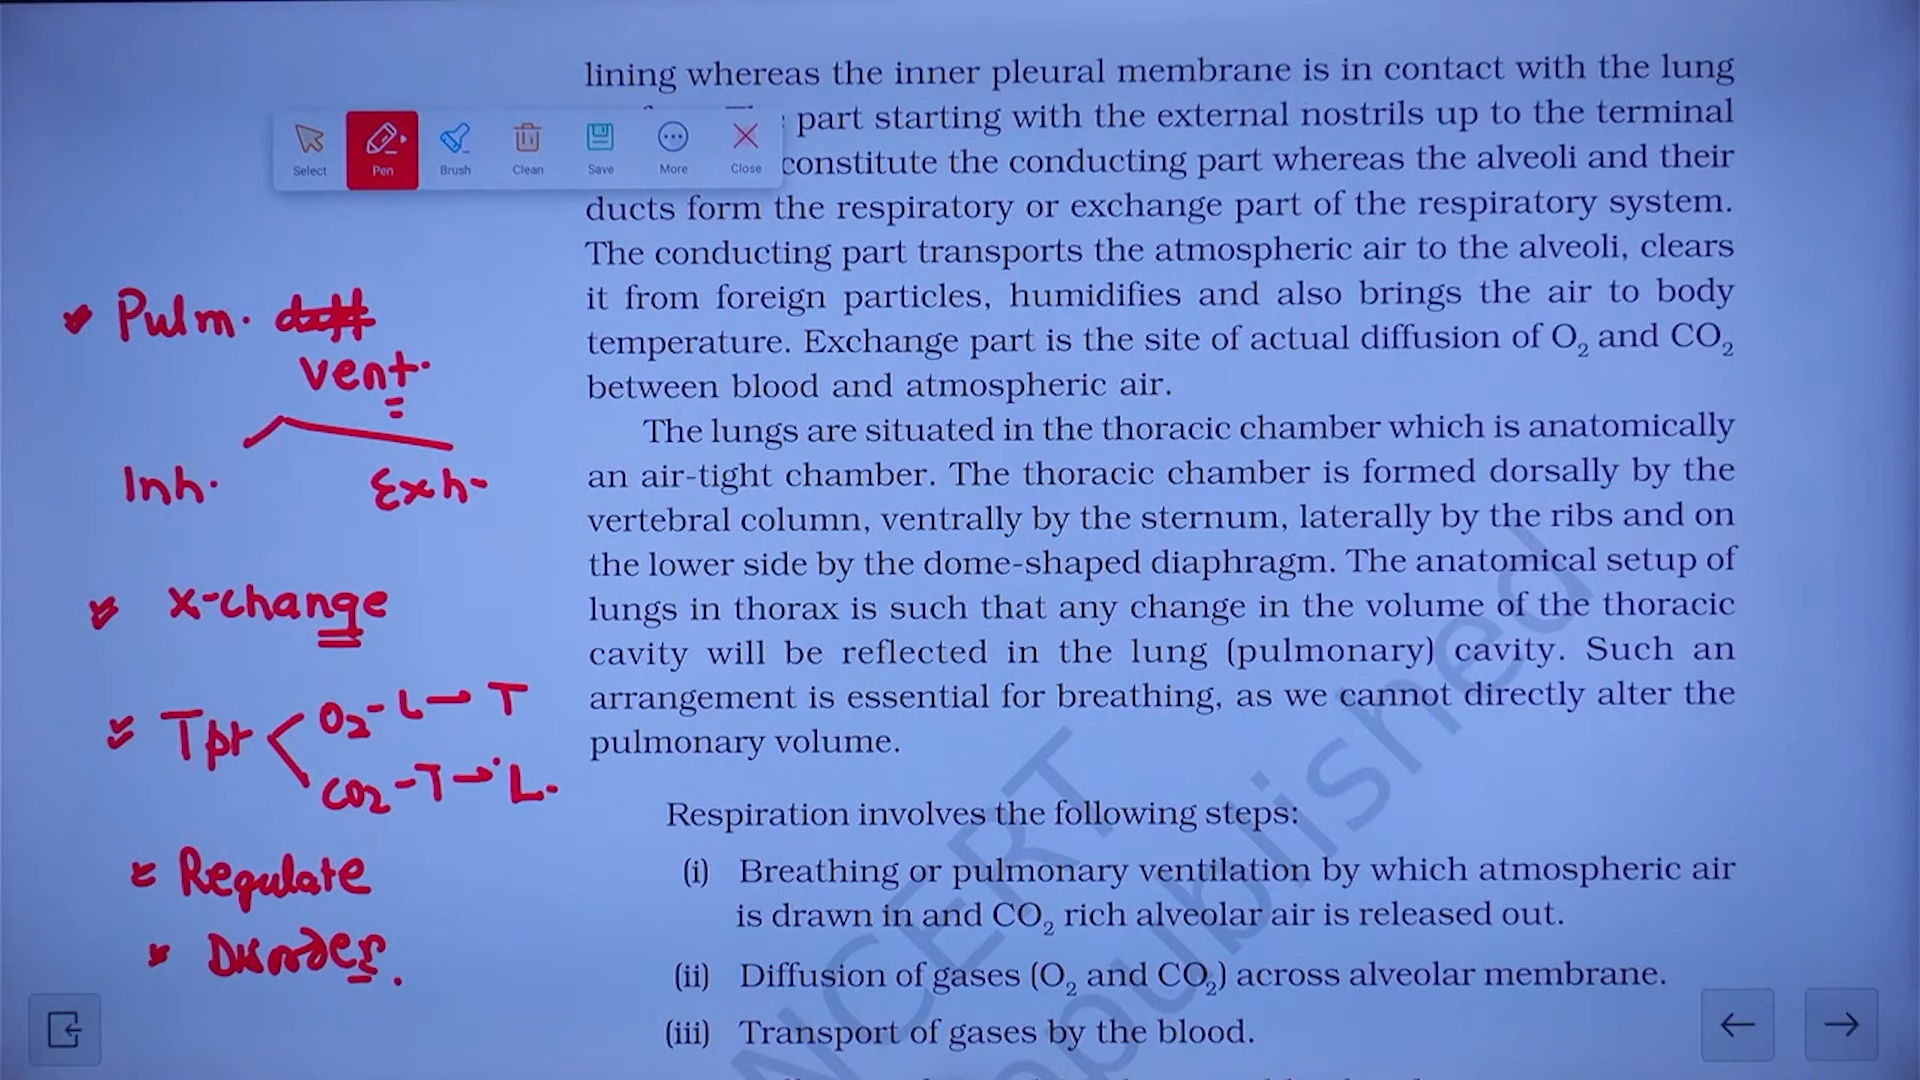 lining whereas the inner pleural membrane is in contact with the lung
part starting with the external nostrils up to the terminal
constitute the conducting part whereas the alveoli and their
ducts form the respiratory or exchange part of the respiratory system.
The conducting part transports the atmospheric air to the alveoli, clears
it from foreign particles, humidifies and also brings the air to body
temperature. Exchange part is the site of actual diffusion of O₂ and CO₂
between blood and atmospheric air.
The lungs are situated in the thoracic chamber which is anatomically
an air-tight chamber. The thoracic chamber is formed dorsally by the
vertebral column, ventrally by the sternum, laterally by the ribs and on
the lower side by the dome-shaped diaphragm. The anatomical setup of
lungs in thorax is such that any change in the volume of the thoracic
cavity will be reflected in the lung (pulmonary) cavity. Such an
arrangement is essential for breathing, as we cannot directly alter the
pulmonary volume.
Respiration involves the following steps:
(i) Breathing or pulmonary ventilation by which atmospheric air
is drawn in and CO₂ rich alveolar air is released out.
(ii) Diffusion of gases (O₂ and CO₂) across alveolar membrane.
(iii) Transport of gases by the blood.
Select Pen Brush Clean Save More Close
Pulm.
Vent.
Inh. Exh-
x-change
Tpr
O2-L→T
CO2-T→L.
Regulate
Disorder.
NCERT
republished